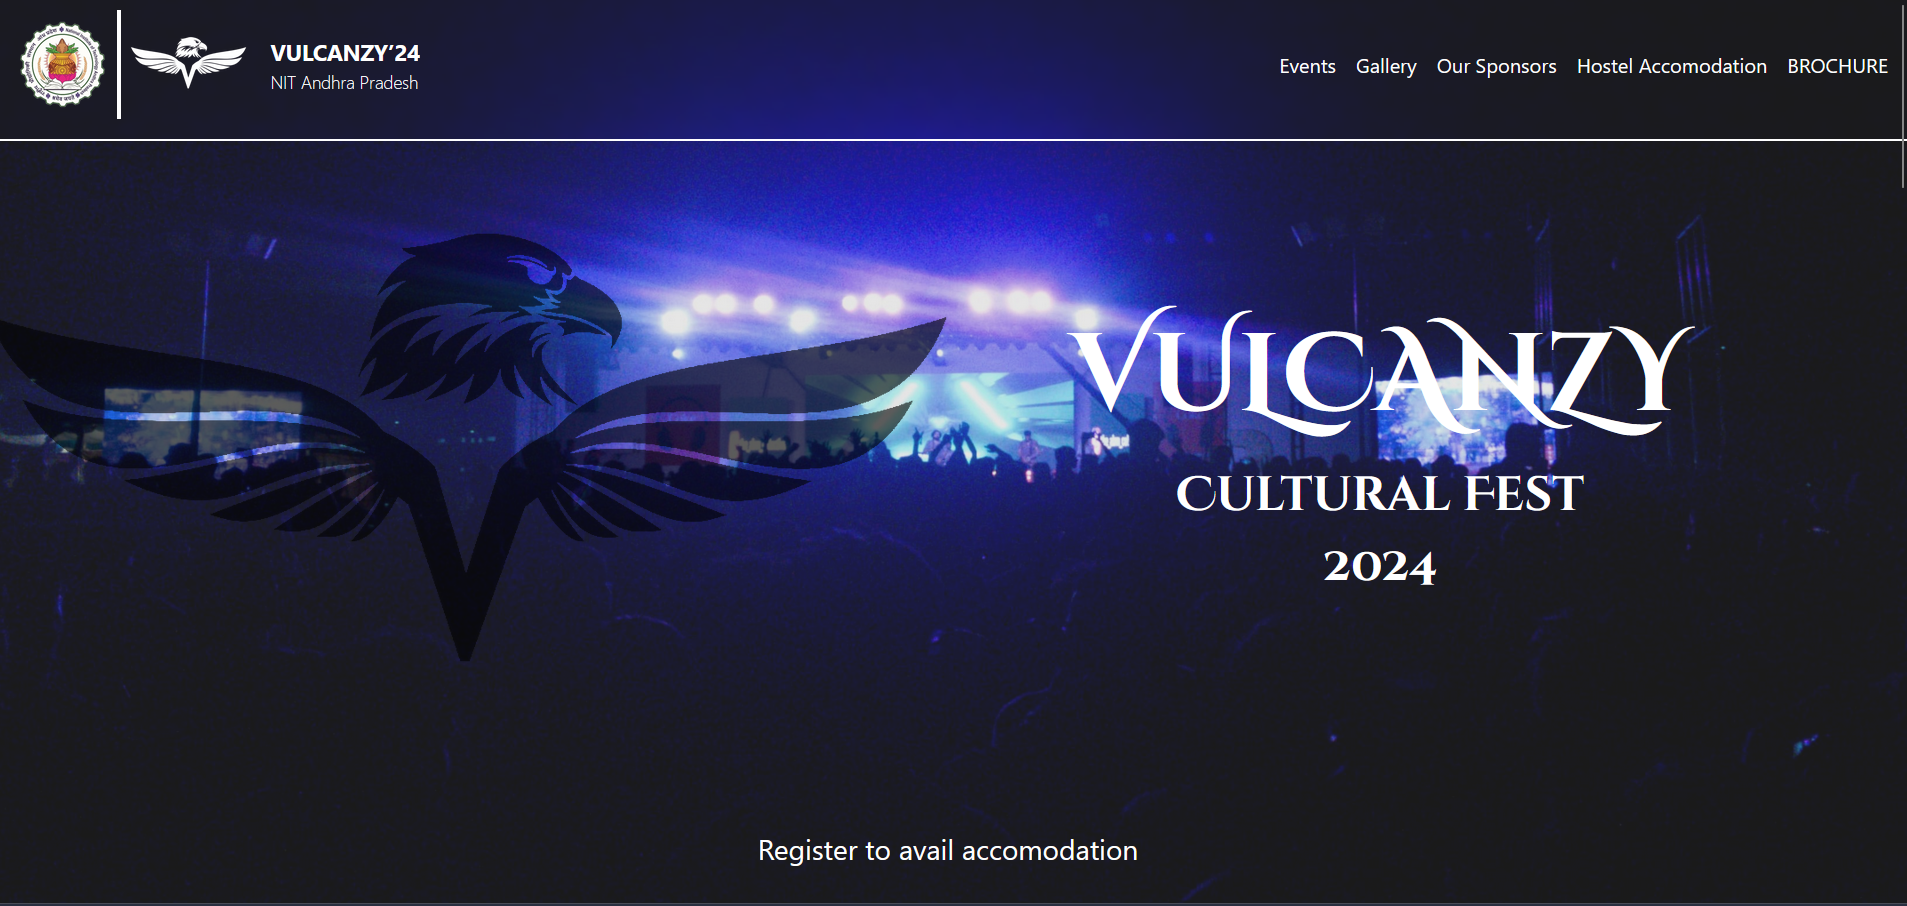 VULCANZY’24
NIT Andhra Pradesh
Events Gallery Our Sponsors Hostel Accomodation BROCHURE
VULCANZY
CULTURAL FEST
2024
Register to avail accomodation